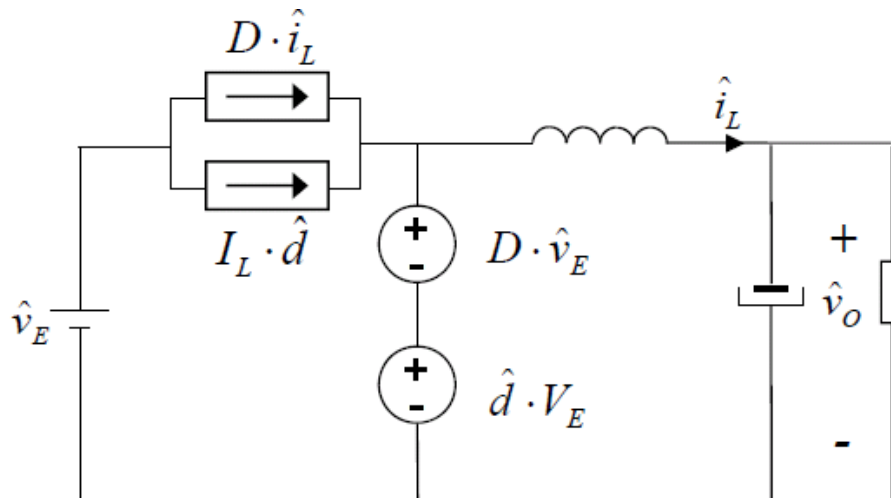 D · î_L
I_L · d̂
v̂_E
+
-
D · v̂_E
+
-
d̂ · V_E
î_L
+
v̂_O
-